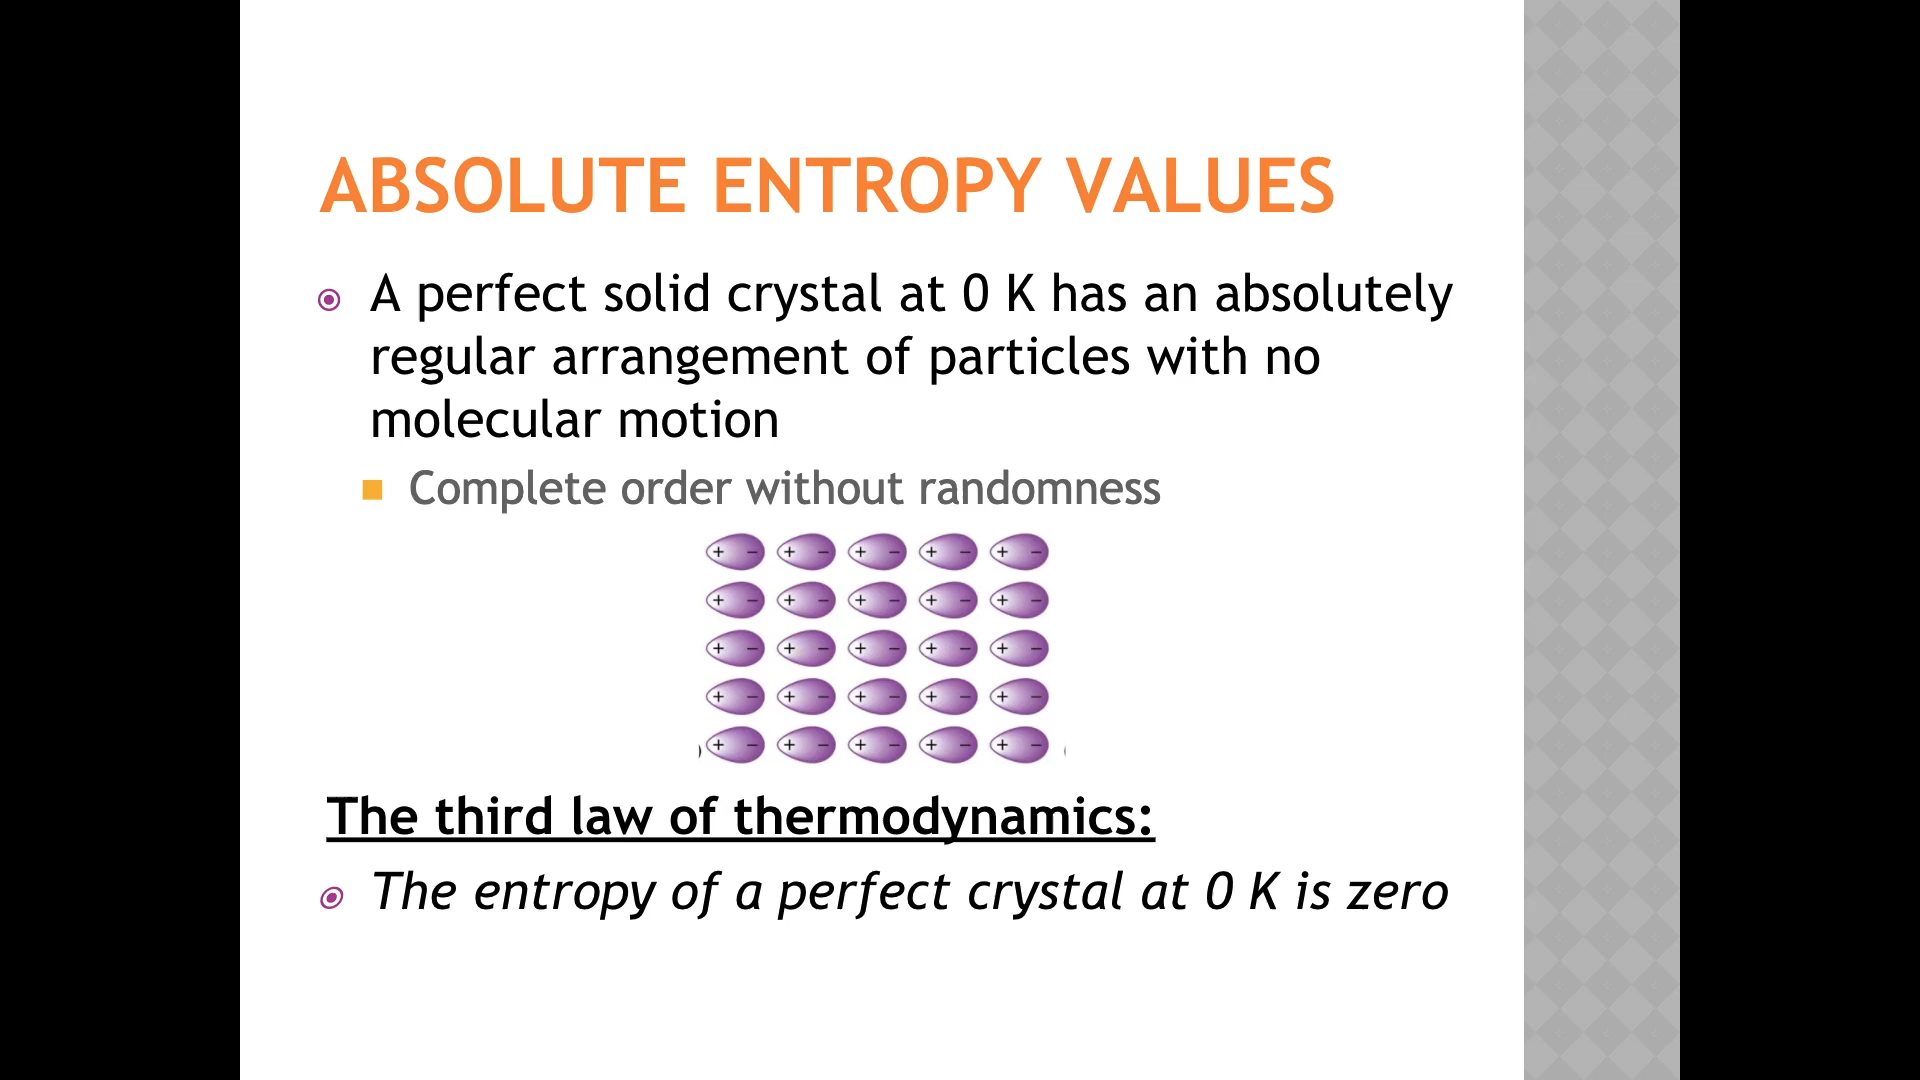 ABSOLUTE ENTROPY VALUES
A perfect solid crystal at 0 K has an absolutely
regular arrangement of particles with no
molecular motion
Complete order without randomness
+ − + − + − + − + −
+ − + − + − + − + −
+ − + − + − + − + −
+ − + − + − + − + −
+ − + − + − + − + −
The third law of thermodynamics:
The entropy of a perfect crystal at 0 K is zero